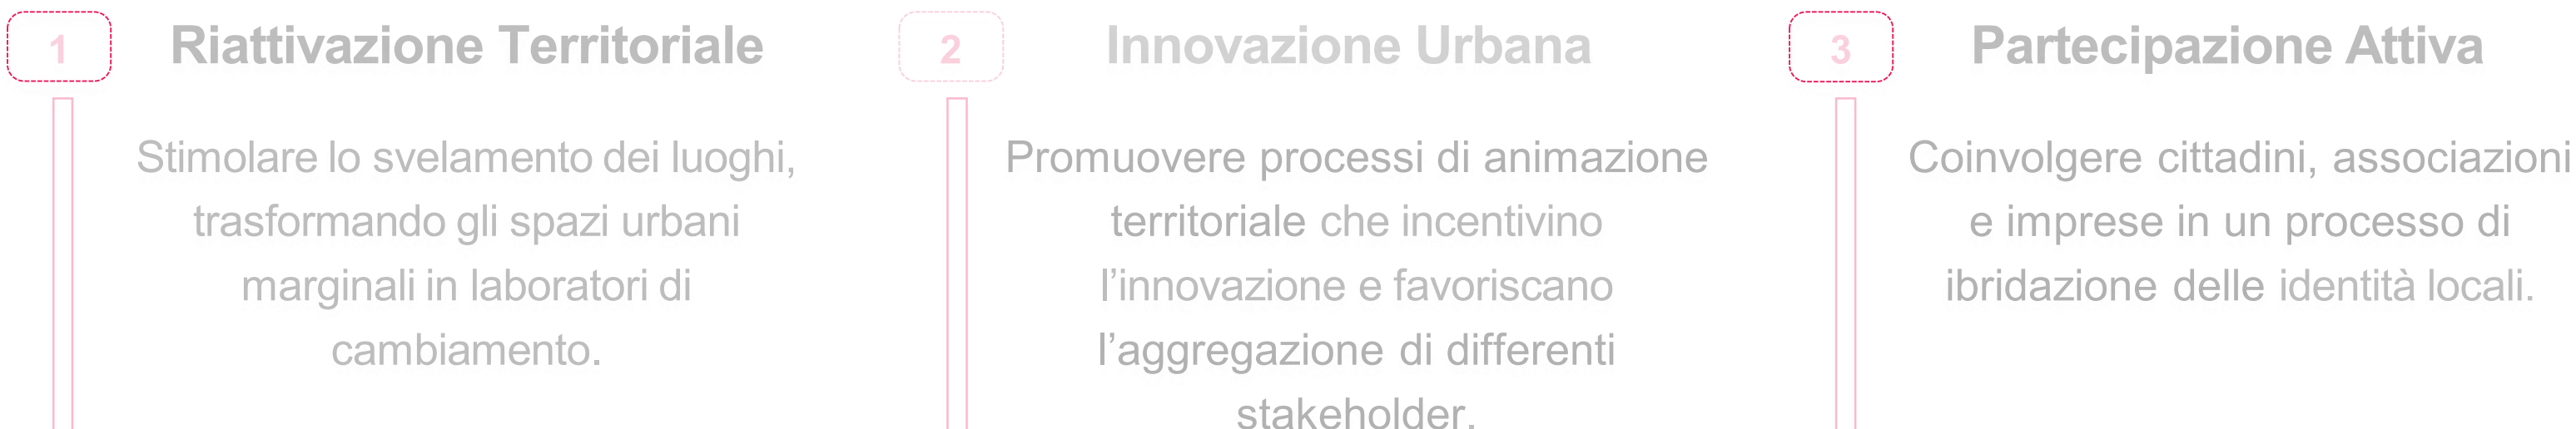 1
Riattivazione Territoriale
Stimolare lo svelamento dei luoghi,
trasformando gli spazi urbani
marginali in laboratori di
cambiamento.
2
Innovazione Urbana
Promuovere processi di animazione
territoriale che incentivino
l’innovazione e favoriscano
l’aggregazione di differenti
stakeholder.
3
Partecipazione Attiva
Coinvolgere cittadini, associazioni
e imprese in un processo di
ibridazione delle identità locali.